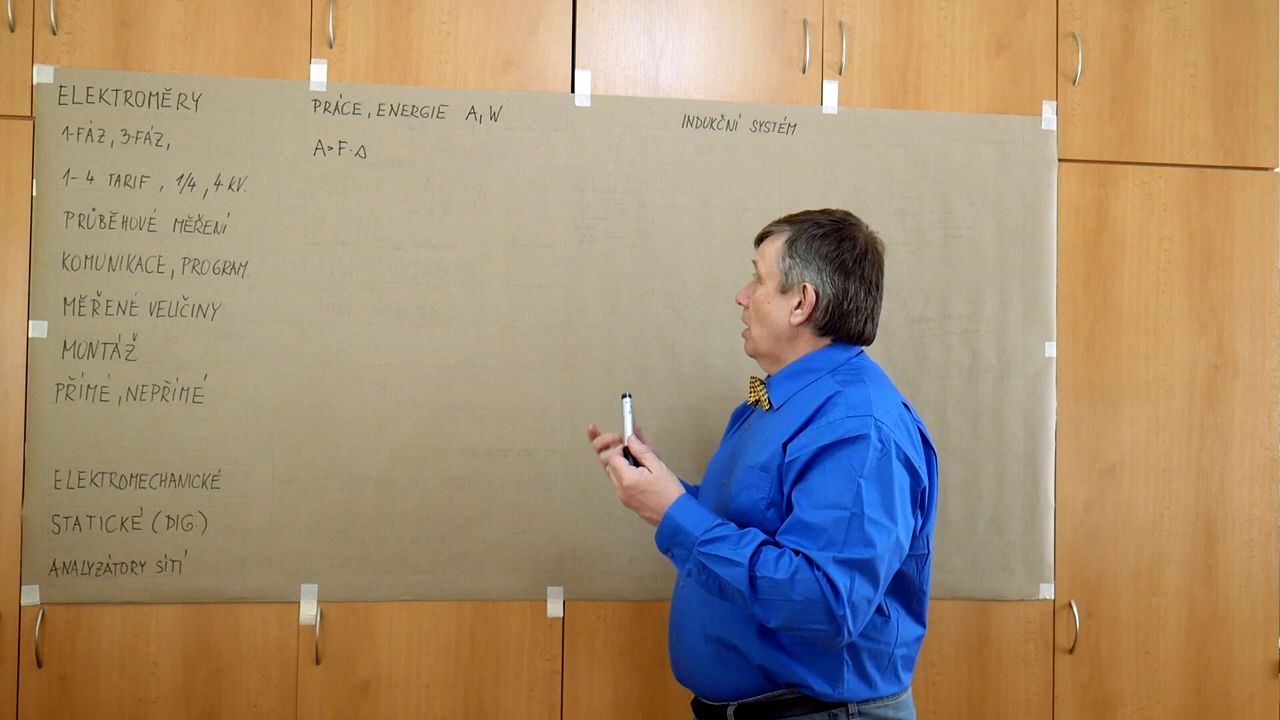 ELEKTROMĚRY
1-FÁZ, 3-FÁZ,
1-4 TARIF, 1/4, 4 KV.
PRŮBĚHOVÉ MĚŘENÍ
KOMUNIKACE, PROGRAM
MĚŘENÉ VELIČINY
MONTÁŽ
PŘÍMÉ, NEPŘÍMÉ
ELEKTROMECHANICKÉ
STATICKÉ (DIG.)
ANALYZÁTORY SÍTÍ
PRÁCE, ENERGIE A, W
A=F·s
INDUKČNÍ SYSTÉM